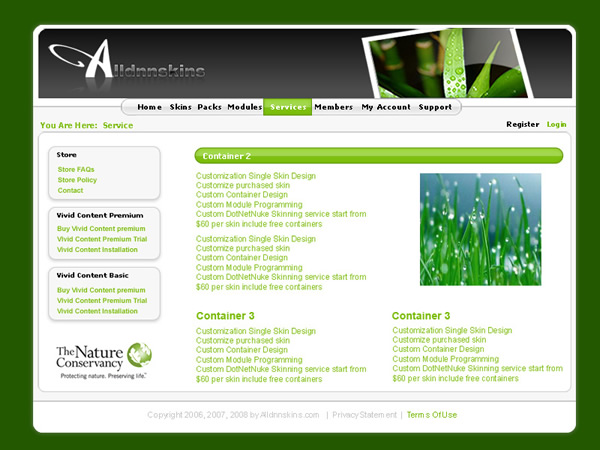 Alldnnskins
Home Skins Packs Modules Services Members My Account Support
You Are Here: Service
Register Login
Store
Store FAQs
Store Policy
Contact
Vivid Content Premium
Buy Vivid Content premium
Vivid Content Premium Trial
Vivid Content Installation
Vivid Content Basic
Buy Vivid Content premium
Vivid Content Premium Trial
Vivid Content Installation
The Nature
Conservancy
Protecting nature. Preserving life.™
Container 2
Customization Single Skin Design
Customize purchased skin
Custom Container Design
Custom Module Programming
Custom DotNetNuke Skinning service start from
$60 per skin include free containers
Customization Single Skin Design
Customize purchased skin
Custom Container Design
Custom Module Programming
Custom DotNetNuke Skinning service start from
$60 per skin include free containers
Container 3
Customization Single Skin Design
Customize purchased skin
Custom Container Design
Custom Module Programming
Custom DotNetNuke Skinning service start from
$60 per skin include free containers
Container 3
Customization Single Skin Design
Customize purchased skin
Custom Container Design
Custom Module Programming
Custom DotNetNuke Skinning service start from
$60 per skin include free containers
Copyright 2006, 2007, 2008 by Alldnnskins.com | PrivacyStatement | Terms Of Use